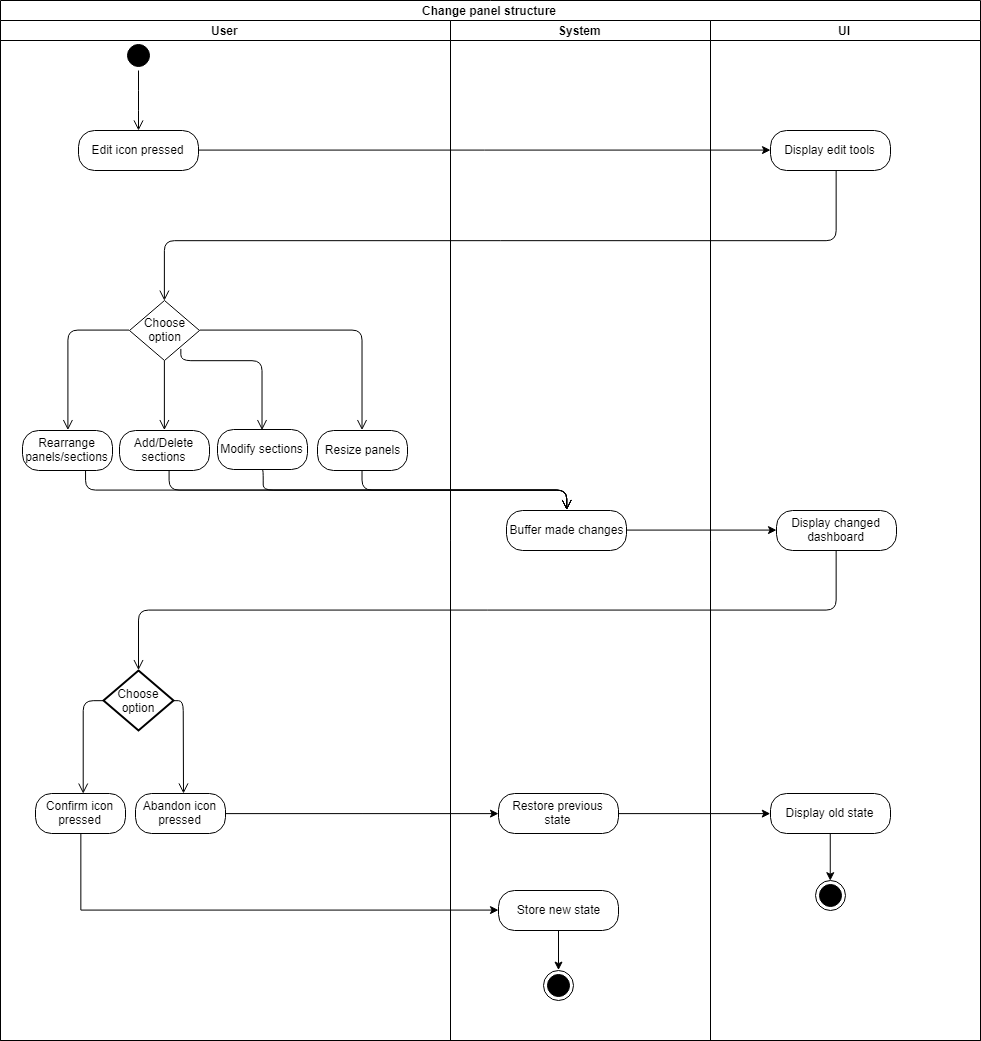 Change panel structure
User
System
UI
Edit icon pressed
Display edit tools
Choose
option
Rearrange
panels/sections
Add/Delete
sections
Modify sections
Resize panels
Buffer made changes
Display changed
dashboard
Choose
option
Confirm icon
pressed
Abandon icon
pressed
Restore previous
state
Display old state
Store new state